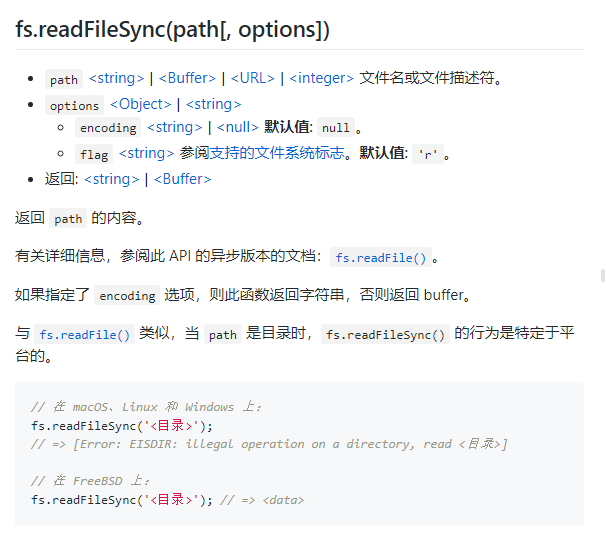 fs.readFileSync(path[, options])
path <string> | <Buffer> | <URL> | <integer> 文件名或文件描述符。
options <Object> | <string>
encoding <string> | <null> 默认值: null 。
flag <string> 参阅支持的文件系统标志。默认值: 'r' 。
返回: <string> | <Buffer>
返回 path 的内容。
有关详细信息，参阅此 API 的异步版本的文档：fs.readFile() 。
如果指定了 encoding 选项，则此函数返回字符串，否则返回 buffer。
与 fs.readFile() 类似，当 path 是目录时，fs.readFileSync() 的行为是特定于平
台的。
// 在 macOS、Linux 和 Windows 上：
fs.readFileSync('<目录>');
// => [Error: EISDIR: illegal operation on a directory, read <目录>]
// 在 FreeBSD 上：
fs.readFileSync('<目录>'); // => <data>